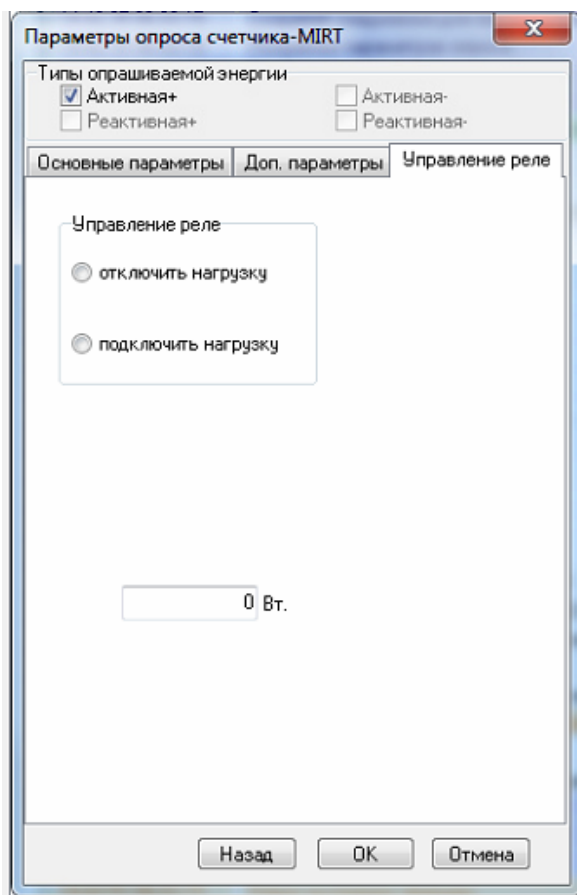 Параметры опроса счетчика-MIRT
Типы опрашиваемой энергии
Активная+ Активная-
Реактивная+ Реактивная-
Основные параметры Доп. параметры Управление реле
Управление реле
отключить нагрузку
подключить нагрузку
0 Вт.
Назад OK Отмена